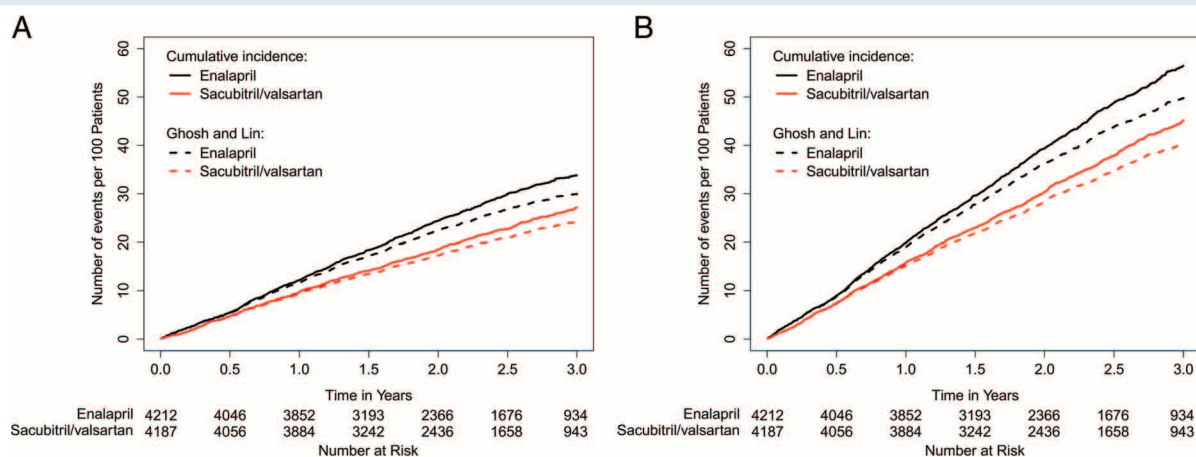 A
Number of events per 100 Patients
60
50
40
30
20
10
0
Cumulative incidence:
Enalapril
Sacubitril/valsartan
Ghosh and Lin:
Enalapril
Sacubitril/valsartan
0.0 0.5 1.0 1.5 2.0 2.5 3.0
Time in Years
Enalapril 4212 4046 3852 3193 2366 1676 934
Sacubitril/valsartan 4187 4056 3884 3242 2436 1658 943
Number at Risk
B
Number of events per 100 Patients
60
50
40
30
20
10
0
Cumulative incidence:
Enalapril
Sacubitril/valsartan
Ghosh and Lin:
Enalapril
Sacubitril/valsartan
0.0 0.5 1.0 1.5 2.0 2.5 3.0
Time in Years
Enalapril 4212 4046 3852 3193 2366 1676 934
Sacubitril/valsartan 4187 4056 3884 3242 2436 1658 943
Number at Risk